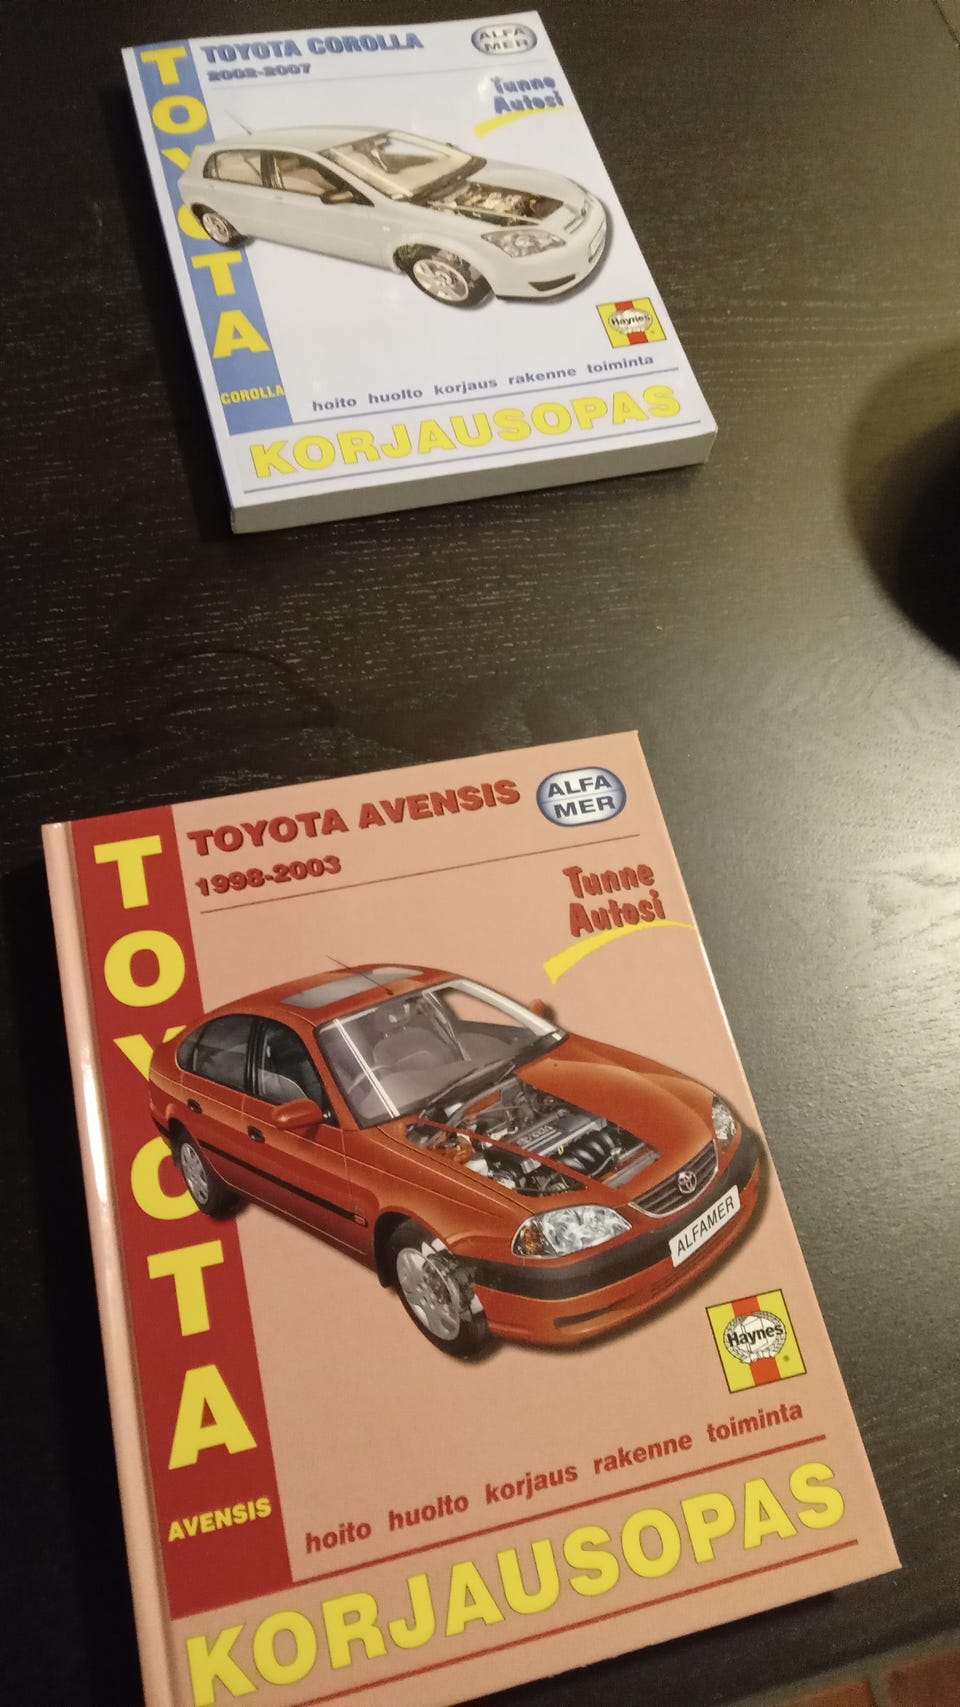 TOYOTA
TOYOTA COROLLA
2002-2007
ALFA
MER
Tunne
Autosi
Haynes
COROLLA
hoito huolto korjaus rakenne toiminta
KORJAUSOPAS
TOYOTA
TOYOTA AVENSIS
1998-2003
ALFA
MER
Tunne
Autosi
ALFAMER
Haynes
®
AVENSIS
hoito huolto korjaus rakenne toiminta
KORJAUSOPAS